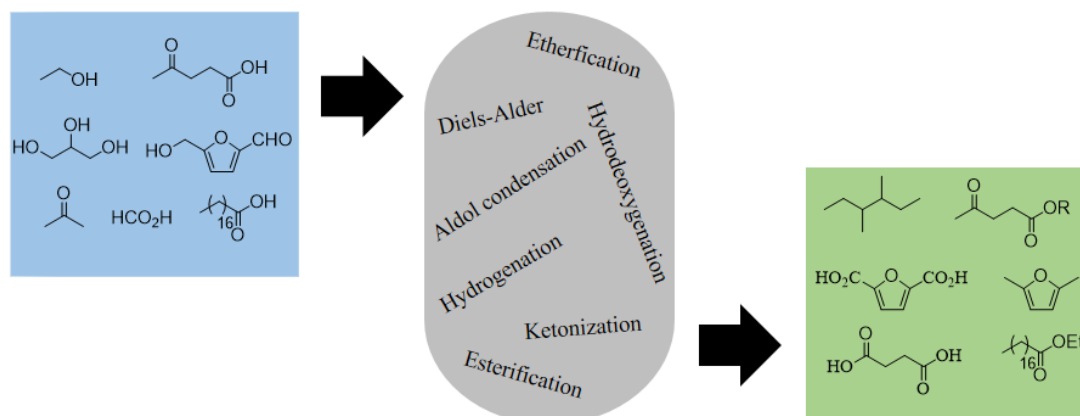 O
OH
OH
O
OH
HO
OH
HO
O
CHO
O
HCO₂H
16
OH
O
Etherfication
Diels-Alder
Hydrodeoxygenation
Aldol condensation
Hydrogenation
Ketonization
Esterification
O
OR
O
HO₂C
O
CO₂H
O
O
HO
OH
O
16
OEt
O